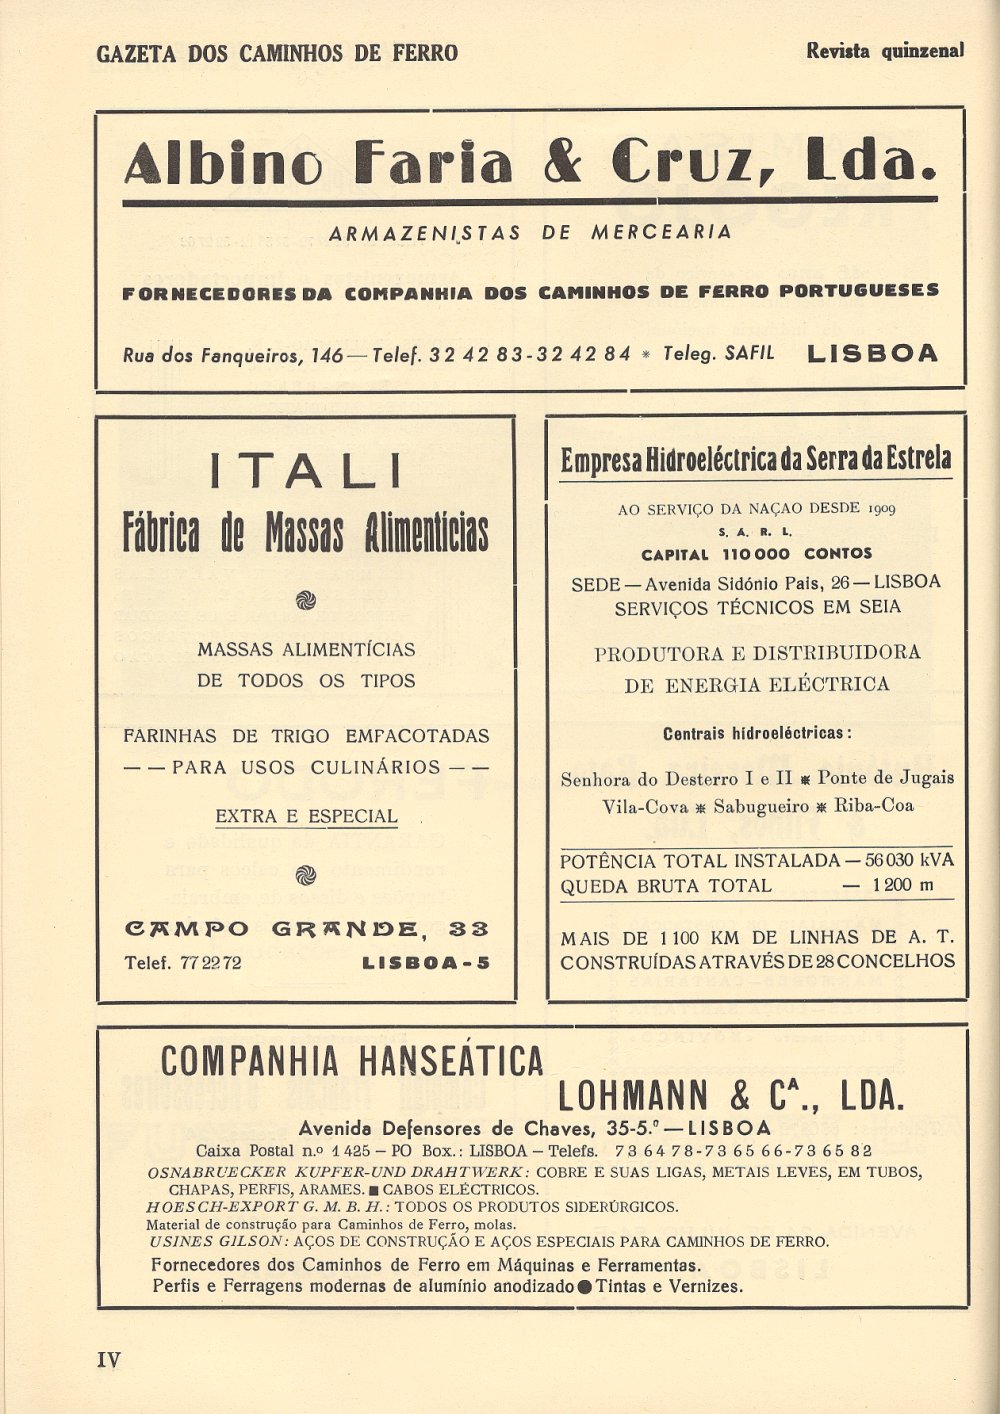 GAZETA DOS CAMINHOS DE FERRO
Revista quinzenal
Albino Faria & Cruz, Lda.
ARMAZENISTAS DE MERCEARIA
FORNECEDORES DA COMPANHIA DOS CAMINHOS DE FERRO PORTUGUESES
Rua dos Fanqueiros, 146 — Telef. 32 42 83-32 42 84 * Teleg. SAFIL LISBOA
ITALI
Fábrica de Massas Alimentícias
MASSAS ALIMENTÍCIAS
DE TODOS OS TIPOS
FARINHAS DE TRIGO EMFACOTADAS
— — PARA USOS CULINÁRIOS — —
EXTRA E ESPECIAL
CAMPO GRANDE, 33
Telef. 77 22 72 LISBOA - 5
Empresa Hidroeléctrica da Serra da Estrela
AO SERVIÇO DA NAÇAO DESDE 1909
S. A. R. L.
CAPITAL 110 000 CONTOS
SEDE — Avenida Sidónio Pais, 26 — LISBOA
SERVIÇOS TÉCNICOS EM SEIA
PRODUTORA E DISTRIBUIDORA
DE ENERGIA ELÉCTRICA
Centrais hidroeléctricas:
Senhora do Desterro I e II * Ponte de Jugais
Vila-Cova * Sabugueiro * Riba-Coa
POTÊNCIA TOTAL INSTALADA — 56 030 kVA
QUEDA BRUTA TOTAL — 1 200 m
MAIS DE 1 100 KM DE LINHAS DE A. T.
CONSTRUÍDAS ATRAVÉS DE 28 CONCELHOS
COMPANHIA HANSEÁTICA
LOHMANN & Cᴬ., LDA.
Avenida Defensores de Chaves, 35-5.º — LISBOA
Caixa Postal n.º 1 425 – PO Box.: LISBOA – Telefs. 73 64 78-73 65 66-73 65 82
OSNABRUECKER KUPFER-UND DRAHTWERK: COBRE E SUAS LIGAS, METAIS LEVES, EM TUBOS,
CHAPAS, PERFIS, ARAMES. ■ CABOS ELÉCTRICOS.
HOESCH-EXPORT G. M. B. H.: TODOS OS PRODUTOS SIDERÚRGICOS.
Material de construção para Caminhos de Ferro, molas.
USINES GILSON: AÇOS DE CONSTRUÇÃO E AÇOS ESPECIAIS PARA CAMINHOS DE FERRO.
Fornecedores dos Caminhos de Ferro em Máquinas e Ferramentas.
Perfis e Ferragens modernas de alumínio anodizado ● Tintas e Vernizes.
IV